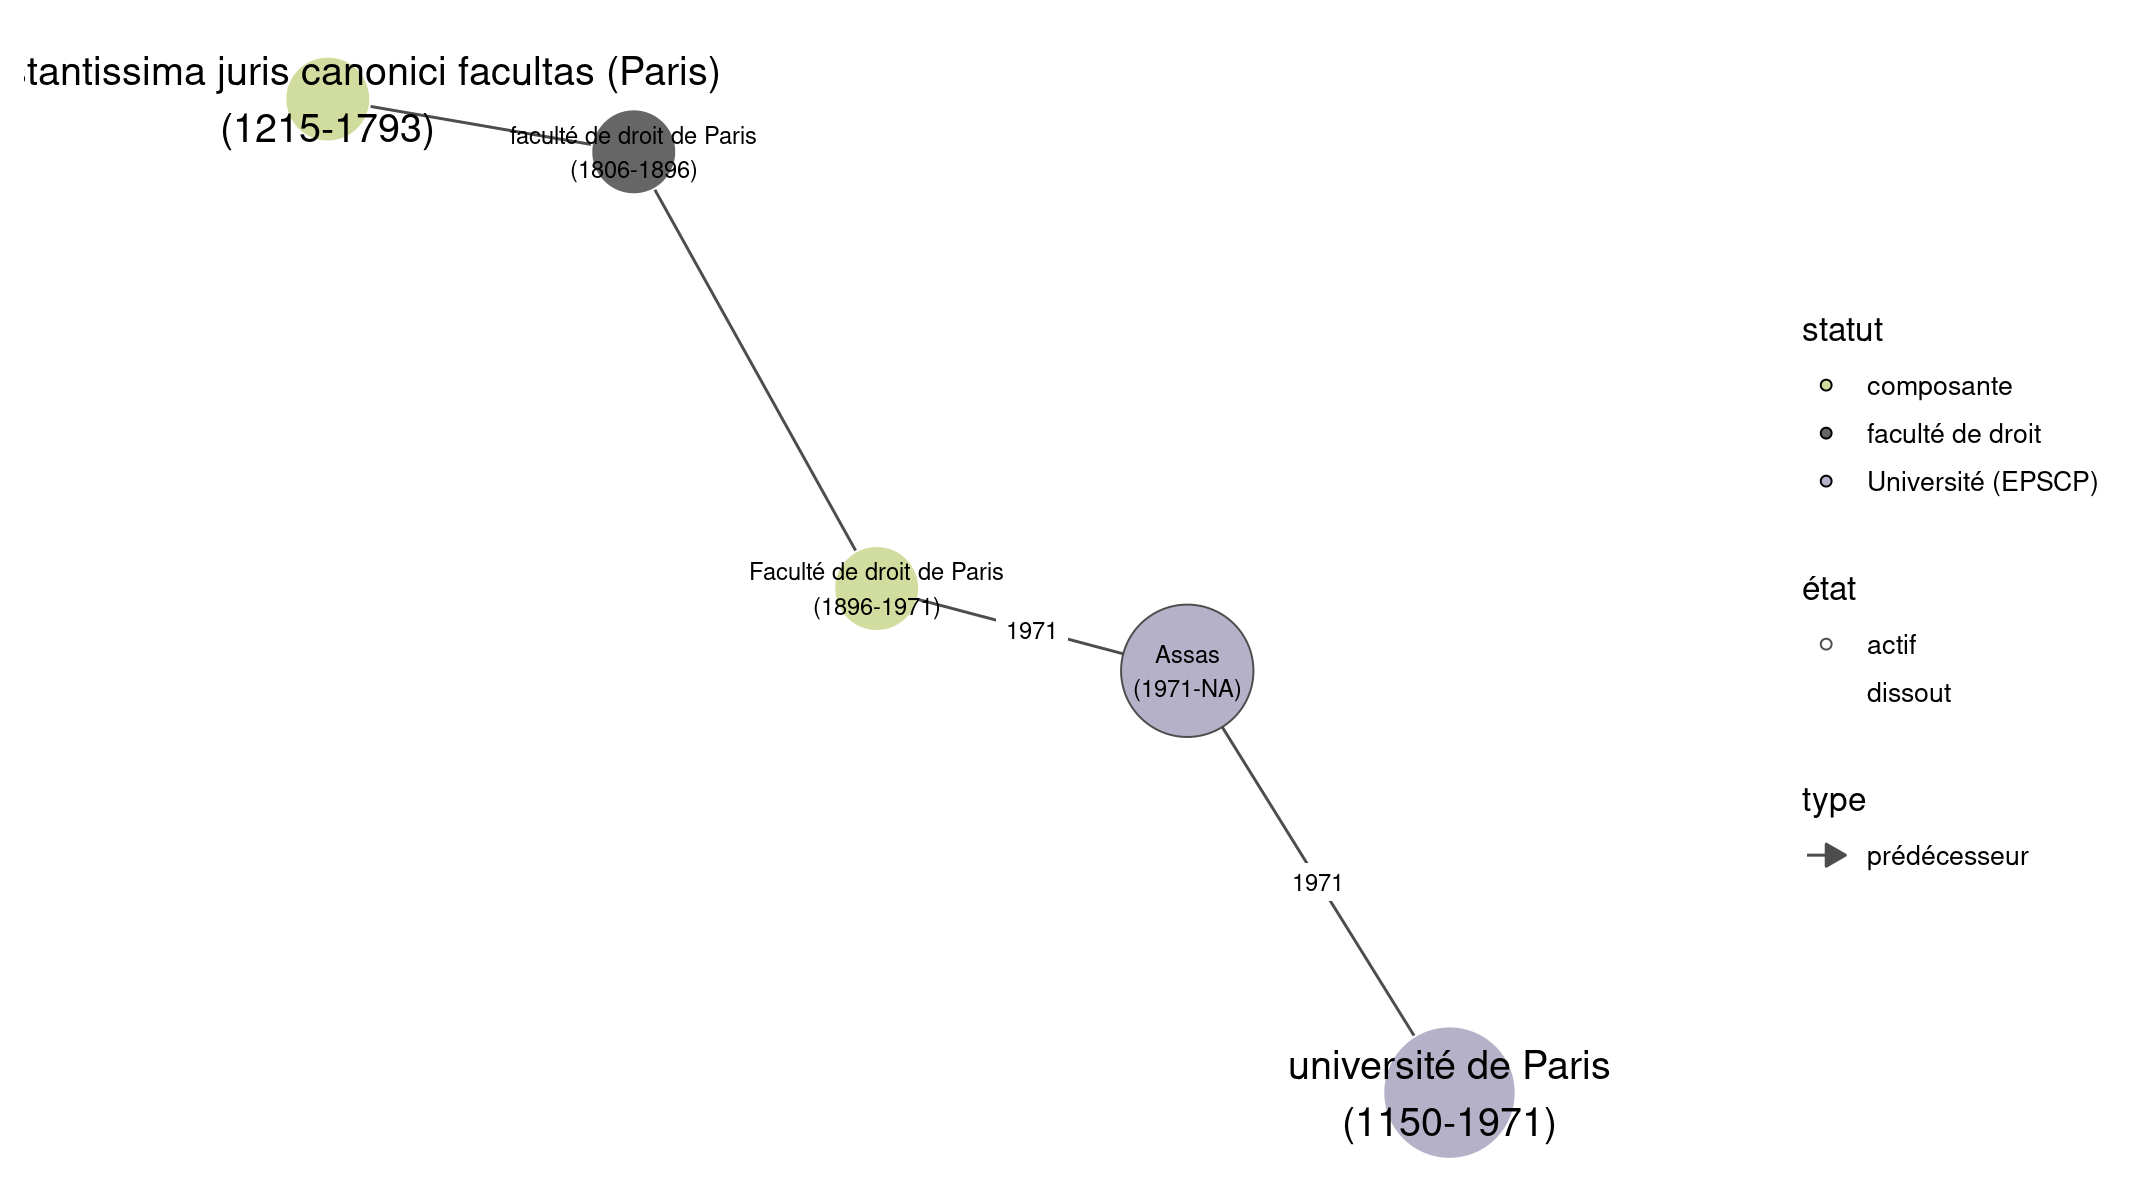 tantissima juris canonici facultas (Paris)
(1215-1793)
faculté de droit de Paris
(1806-1896)
Faculté de droit de Paris
(1896-1971)
1971
Assas
(1971-NA)
1971
université de Paris
(1150-1971)
statut
composante
faculté de droit
Université (EPSCP)
état
actif
dissout
type
prédécesseur